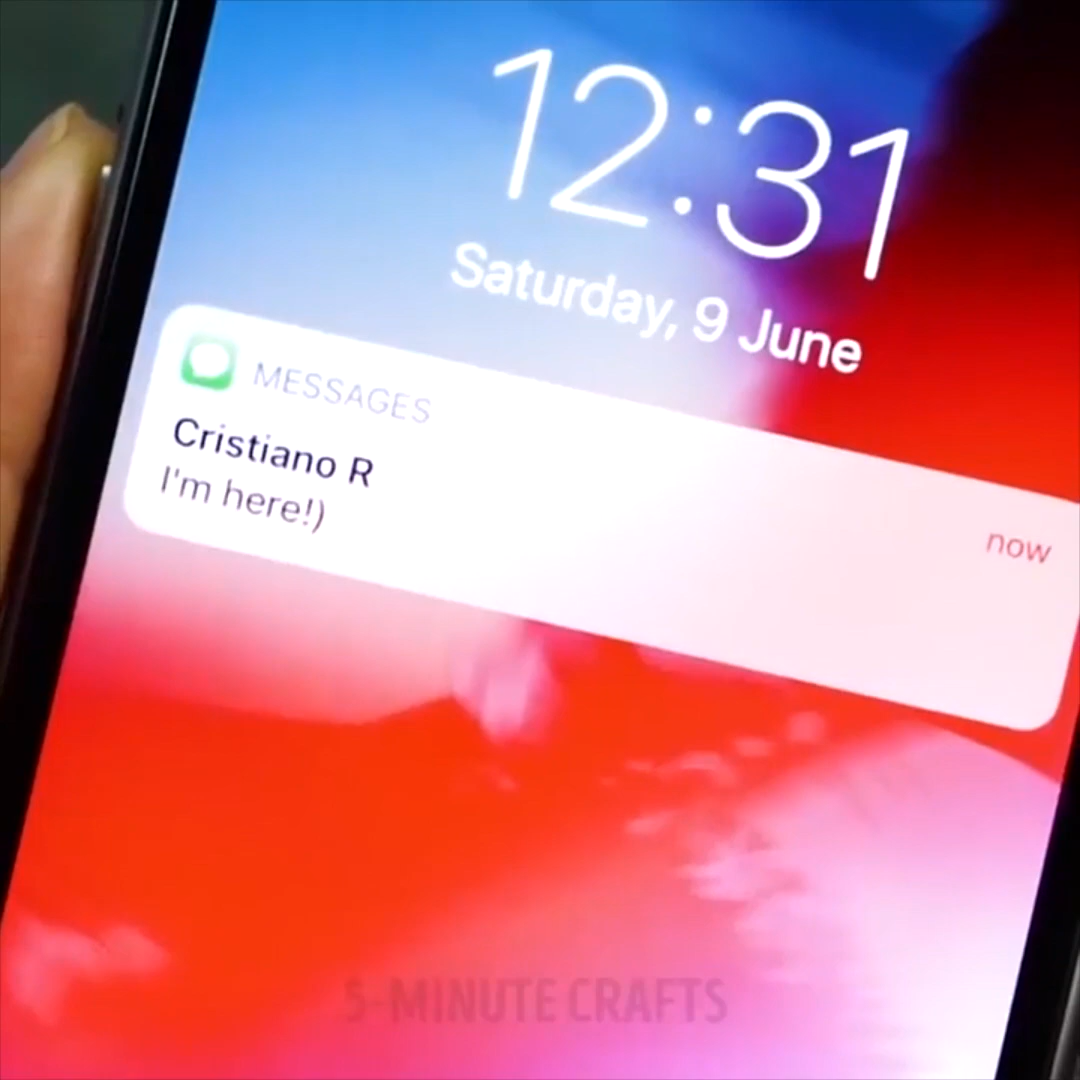 12:31
Saturday, 9 June
MESSAGES
now
Cristiano R
I'm here!)
5-MINUTE CRAFTS